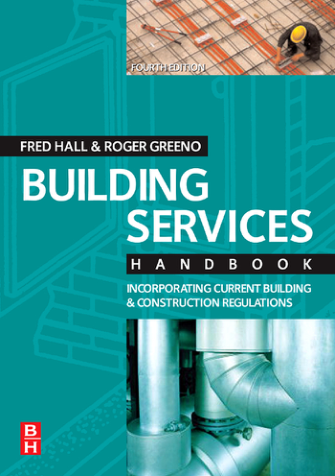 FOURTH EDITION
FRED HALL & ROGER GREENO
BUILDING
SERVICES
HANDBOOK
INCORPORATING CURRENT BUILDING
& CONSTRUCTION REGULATIONS
B
H